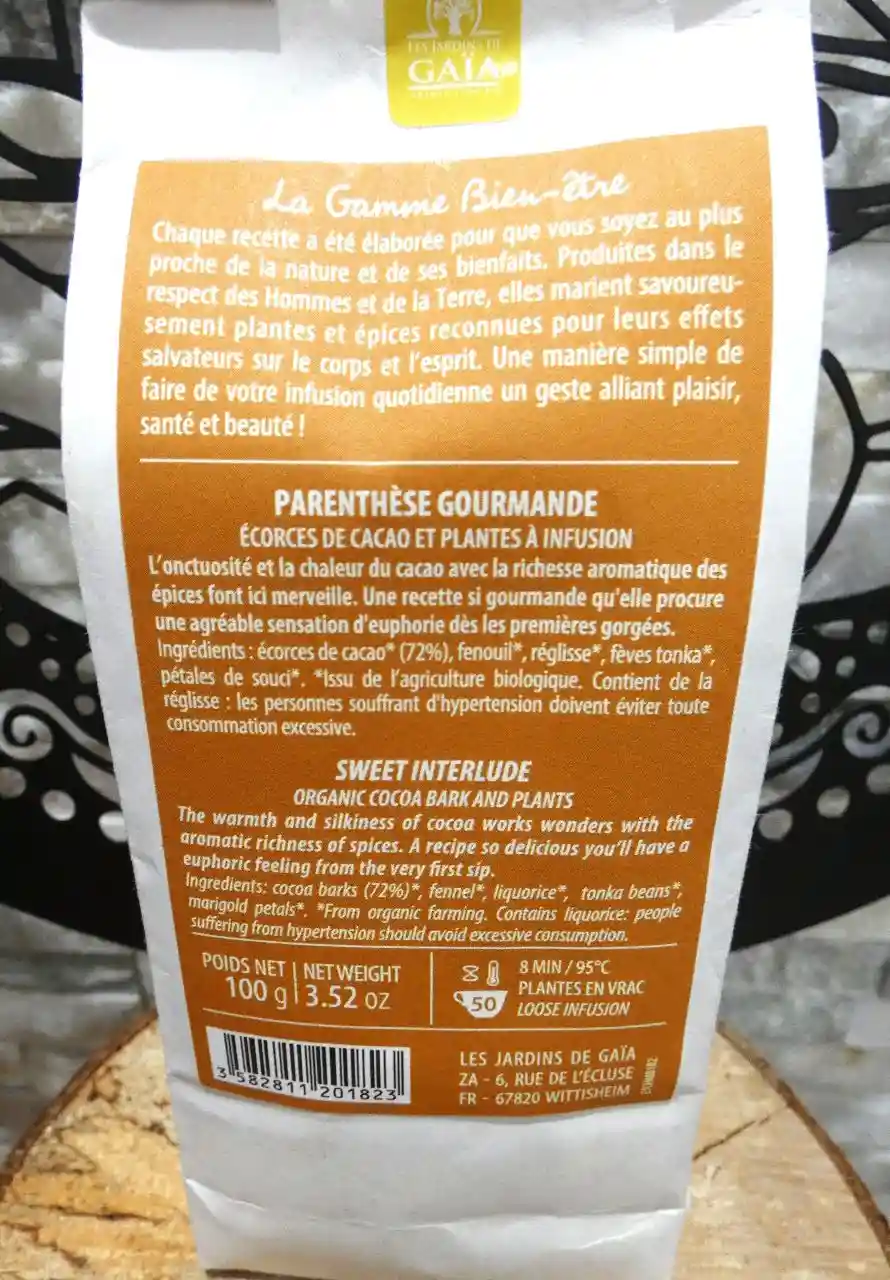 LES JARDINS DE
GAÏA
La Gamme Bien-être
Chaque recette a été élaborée pour que vous soyez au plus
proche de la nature et de ses bienfaits. Produites dans le
respect des Hommes et de la Terre, elles marient savoureu-
sement plantes et épices reconnues pour leurs effets
salvateurs sur le corps et l'esprit. Une manière simple de
faire de votre infusion quotidienne un geste alliant plaisir,
santé et beauté !
PARENTHÈSE GOURMANDE
ÉCORCES DE CACAO ET PLANTES À INFUSION
L'onctuosité et la chaleur du cacao avec la richesse aromatique des
épices font ici merveille. Une recette si gourmande qu'elle procure
une agréable sensation d'euphorie dès les premières gorgées.
Ingrédients : écorces de cacao* (72%), fenouil*, réglisse*, fèves tonka*,
pétales de souci*. *Issu de l'agriculture biologique. Contient de la
réglisse : les personnes souffrant d'hypertension doivent éviter toute
consommation excessive.
SWEET INTERLUDE
ORGANIC COCOA BARK AND PLANTS
The warmth and silkiness of cocoa works wonders with the
aromatic richness of spices. A recipe so delicious you'll have a
euphoric feeling from the very first sip.
Ingredients: cocoa barks (72%)*, fennel*, liquorice*, tonka beans*,
marigold petals*. *From organic farming. Contains liquorice: people
suffering from hypertension should avoid excessive consumption.
POIDS NET | NET WEIGHT
100 g | 3.52 OZ
8 MIN / 95°C
PLANTES EN VRAC
50
LOOSE INFUSION
3 582811 201823
LES JARDINS DE GAÏA
ZA - 6, RUE DE L'ÉCLUSE
FR - 67820 WITTISHEIM